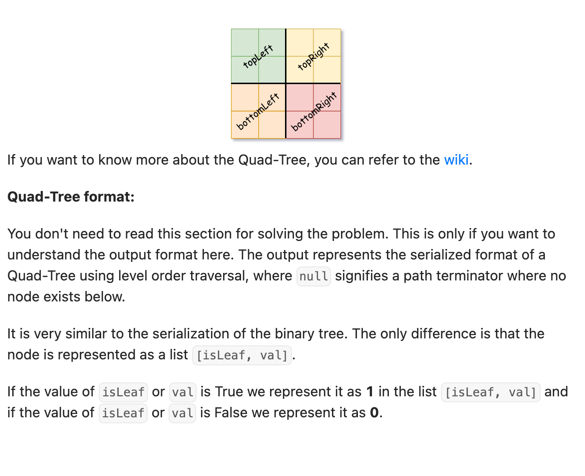 topLeft topRight
bottomLeft bottomRight
If you want to know more about the Quad-Tree, you can refer to the wiki.
Quad-Tree format:
You don't need to read this section for solving the problem. This is only if you want to
understand the output format here. The output represents the serialized format of a
Quad-Tree using level order traversal, where null signifies a path terminator where no
node exists below.
It is very similar to the serialization of the binary tree. The only difference is that the
node is represented as a list [isLeaf, val].
If the value of isLeaf or val is True we represent it as 1 in the list [isLeaf, val] and
if the value of isLeaf or val is False we represent it as 0.